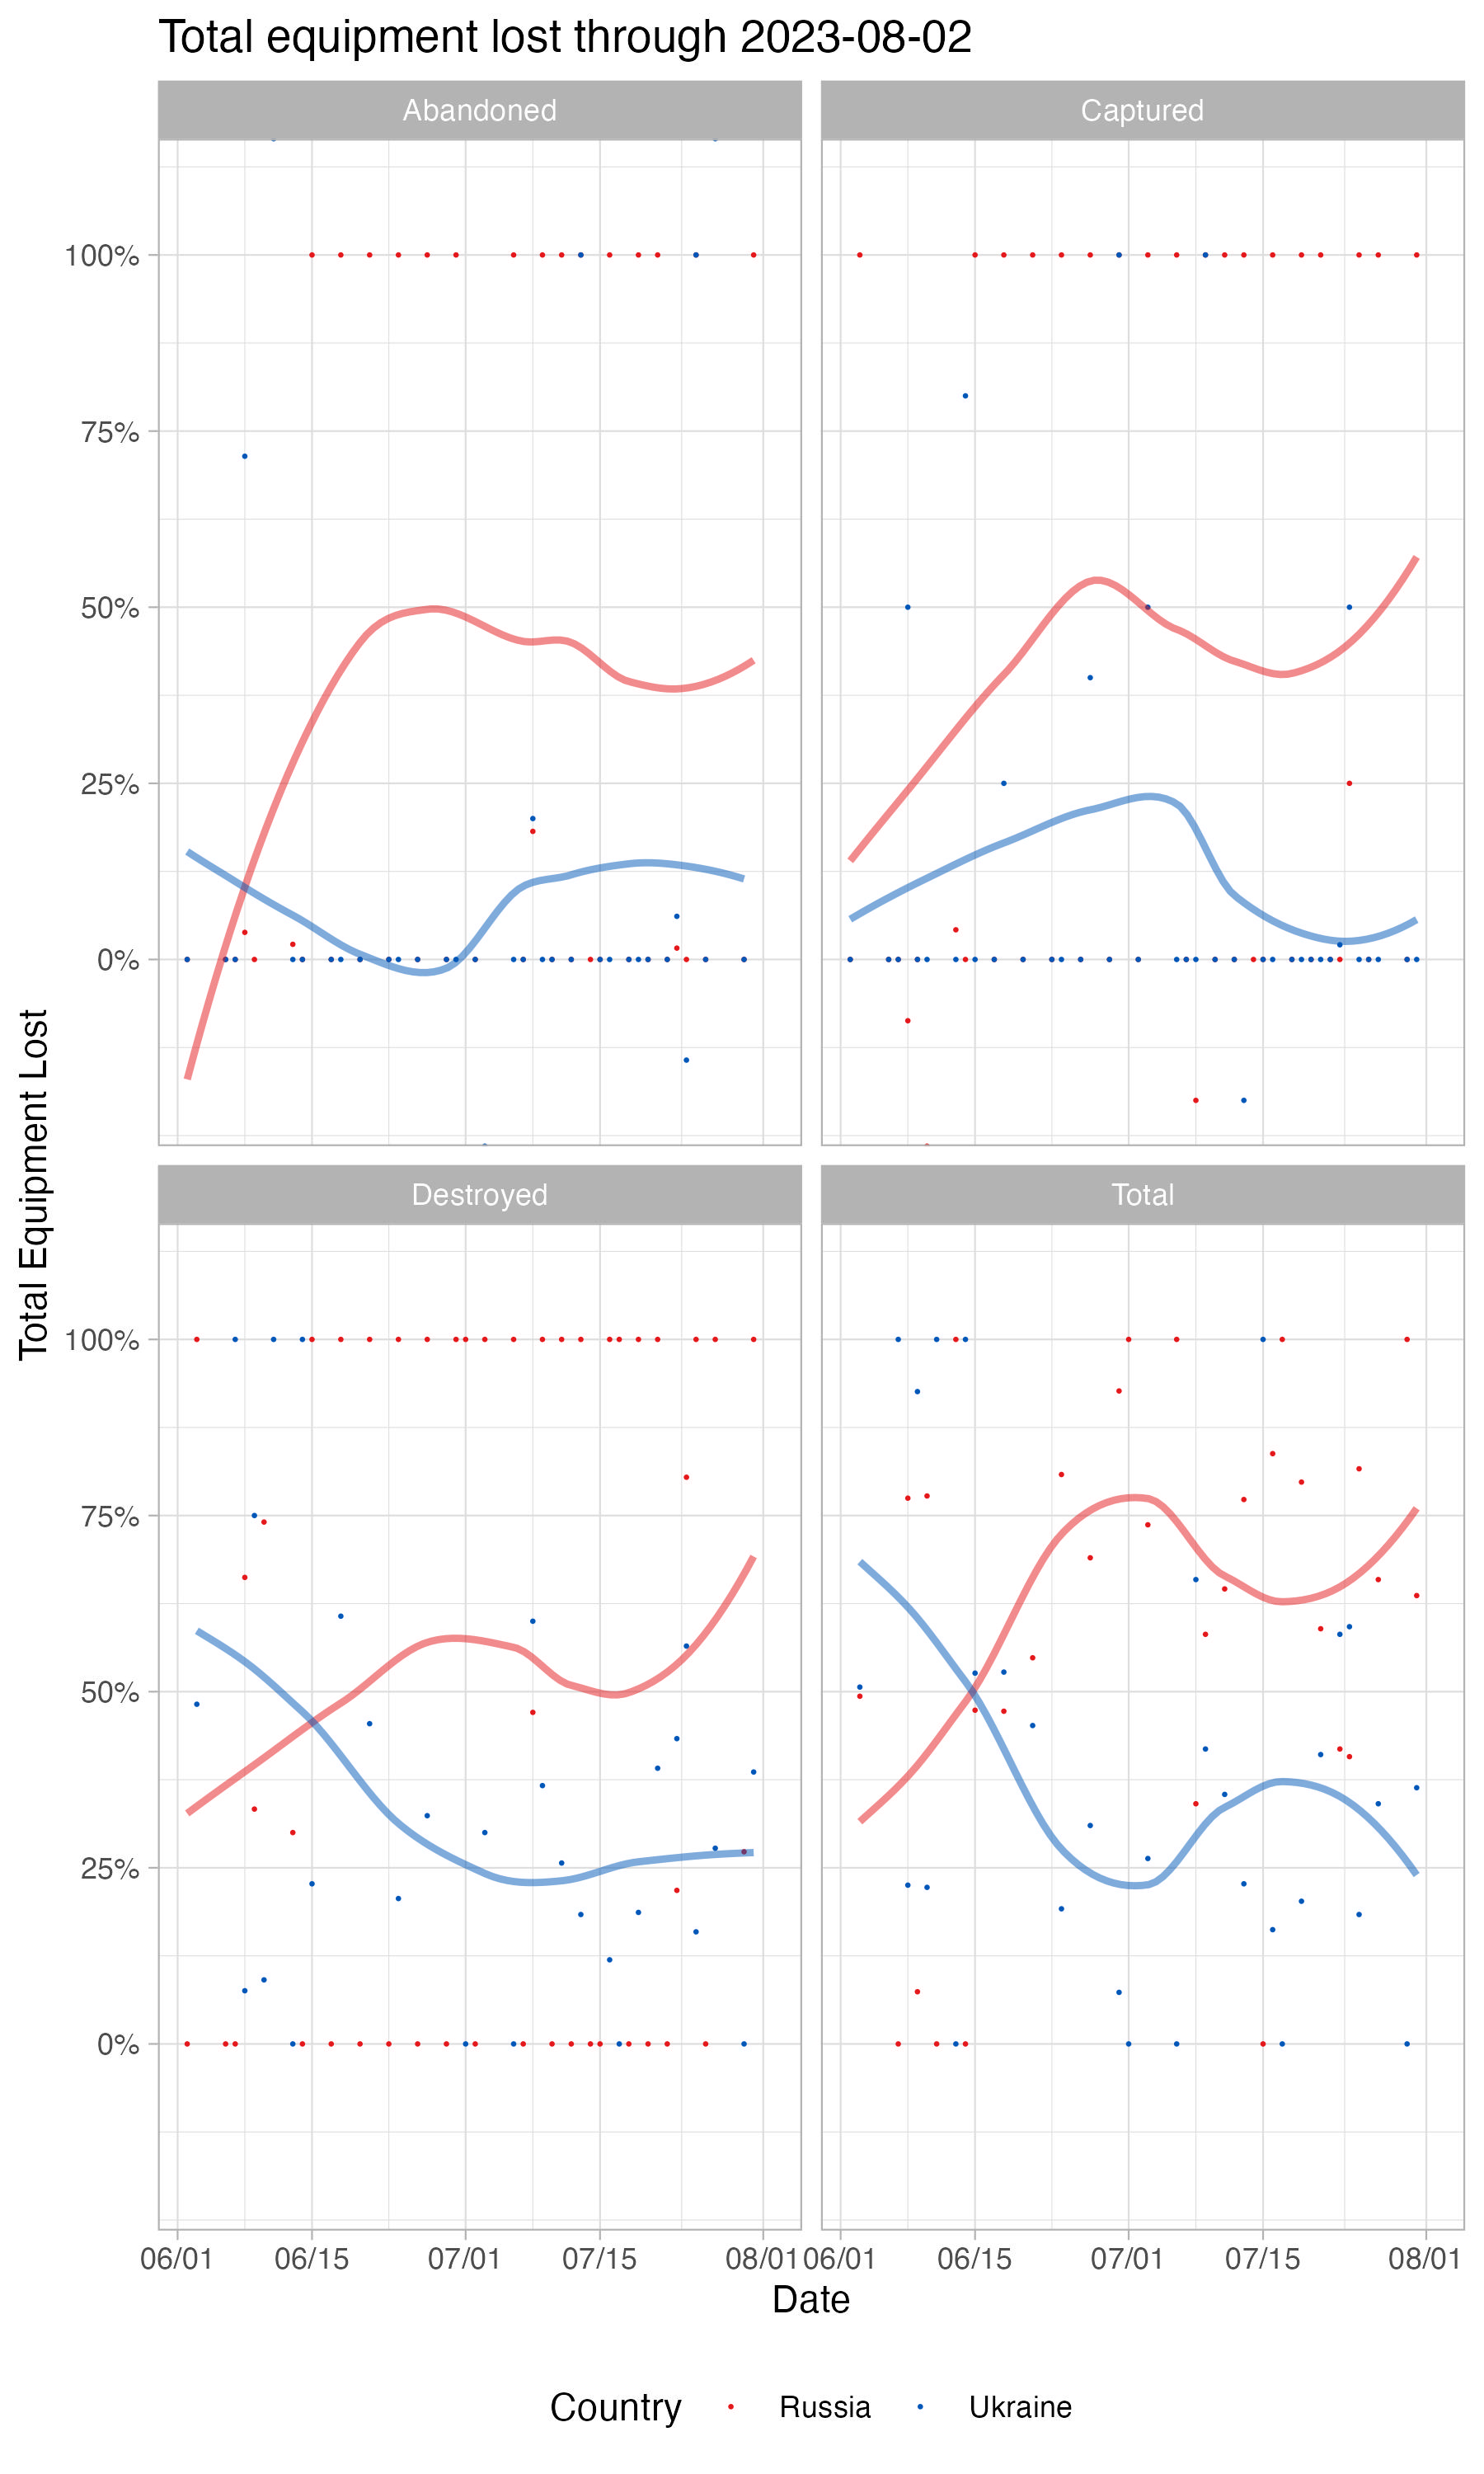 Total equipment lost through 2023-08-02
Abandoned
Captured
100%
75%
50%
25%
0%
Total Equipment Lost
Destroyed
Total
100%
75%
50%
25%
0%
06/01 06/15 07/01 07/15 08/01 06/01 06/15 07/01 07/15 08/01
Date
Country Russia Ukraine